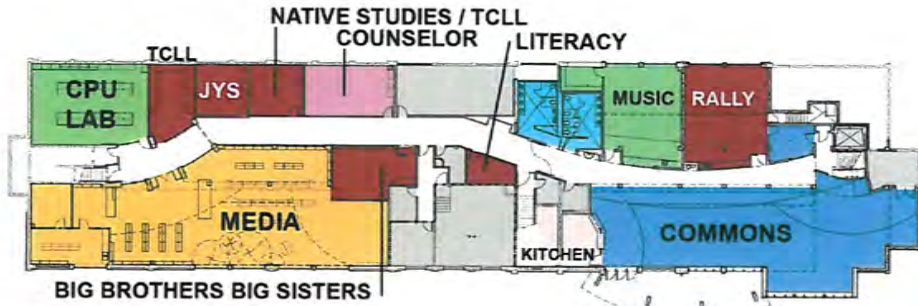 NATIVE STUDIES / TCLL
COUNSELOR
TCLL
LITERACY
CPU
LAB
JYS
MUSIC
RALLY
MEDIA
COMMONS
KITCHEN
BIG BROTHERS BIG SISTERS